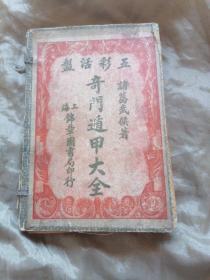 五彩活盤
諸葛武侯著
奇門遁甲大全
上海錦章圖書局印行